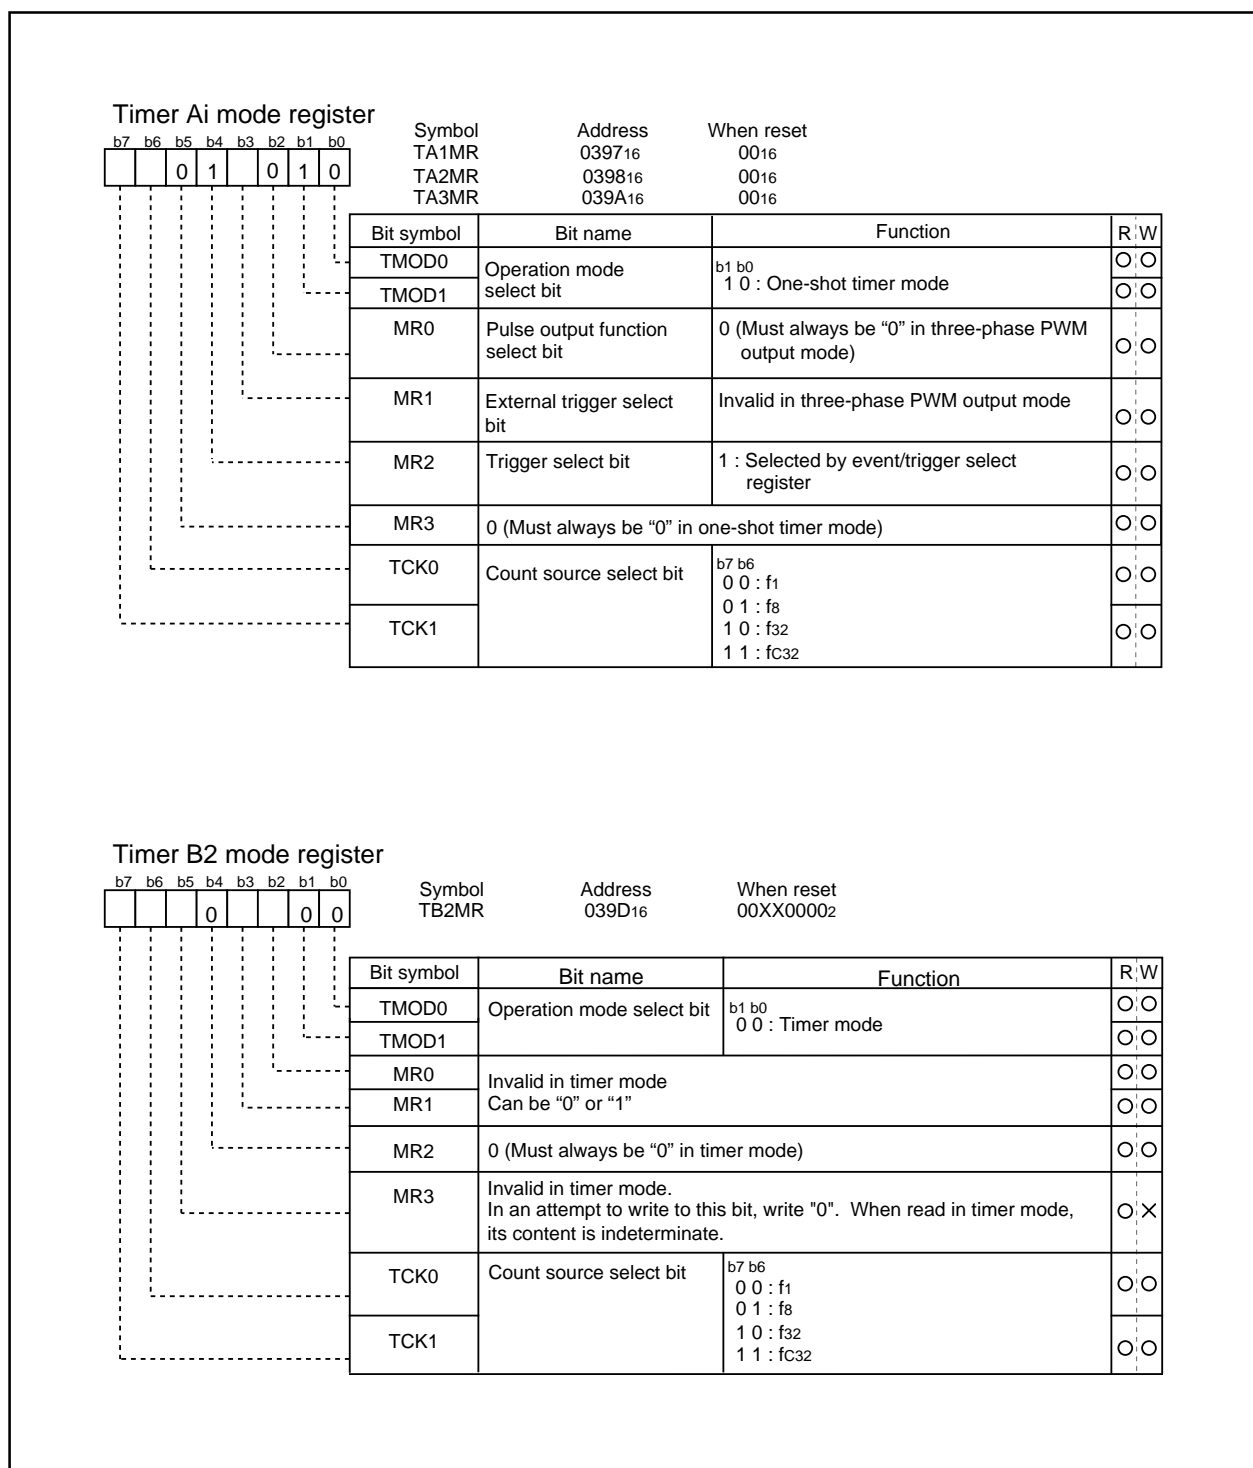 Timer Ai mode register
Symbol Address When reset
b7 b6 b5 b4 b3 b2 b1 b0
TA1MR 039716 0016
0 1 0 1 0
TA2MR 039816 0016
TA3MR 039A16 0016
Bit symbol Bit name Function R W
TMOD0 Operation mode select bit b1 b0
TMOD1 1 0 : One-shot timer mode
MR0 Pulse output function 0 (Must always be “0” in three-phase PWM
select bit output mode)
MR1 External trigger select Invalid in three-phase PWM output mode
bit
MR2 Trigger select bit 1 : Selected by event/trigger select
register
MR3 0 (Must always be “0” in one-shot timer mode)
TCK0 Count source select bit b7 b6
0 0 : f1
0 1 : f8
TCK1 1 0 : f32
1 1 : fC32
Timer B2 mode register
b7 b6 b5 b4 b3 b2 b1 b0
Symbol Address When reset
0 0 0
TB2MR 039D16 00XX00002
Bit symbol Bit name Function R W
TMOD0 Operation mode select bit b1 b0
TMOD1 0 0 : Timer mode
MR0 Invalid in timer mode
MR1 Can be “0” or “1”
MR2 0 (Must always be “0” in timer mode)
MR3 Invalid in timer mode.
In an attempt to write to this bit, write "0". When read in timer mode,
its content is indeterminate.
TCK0 Count source select bit b7 b6
0 0 : f1
0 1 : f8
TCK1 1 0 : f32
1 1 : fC32